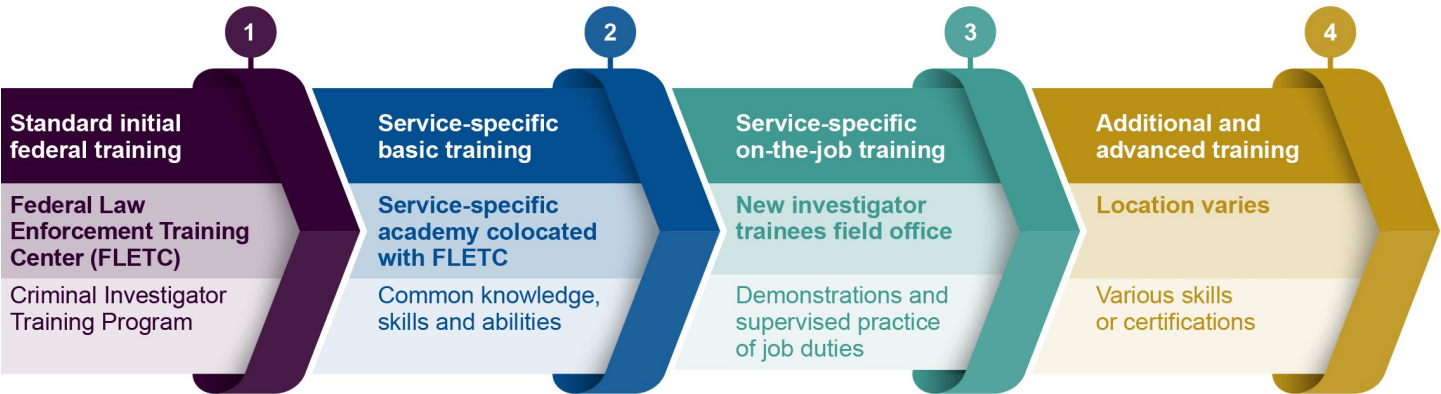 1
Standard initial
federal training
Federal Law
Enforcement Training
Center (FLETC)
Criminal Investigator
Training Program
2
Service-specific
basic training
Service-specific
academy colocated
with FLETC
Common knowledge,
skills and abilities
3
Service-specific
on-the-job training
New investigator
trainees field office
Demonstrations and
supervised practice
of job duties
4
Additional and
advanced training
Location varies
Various skills
or certifications